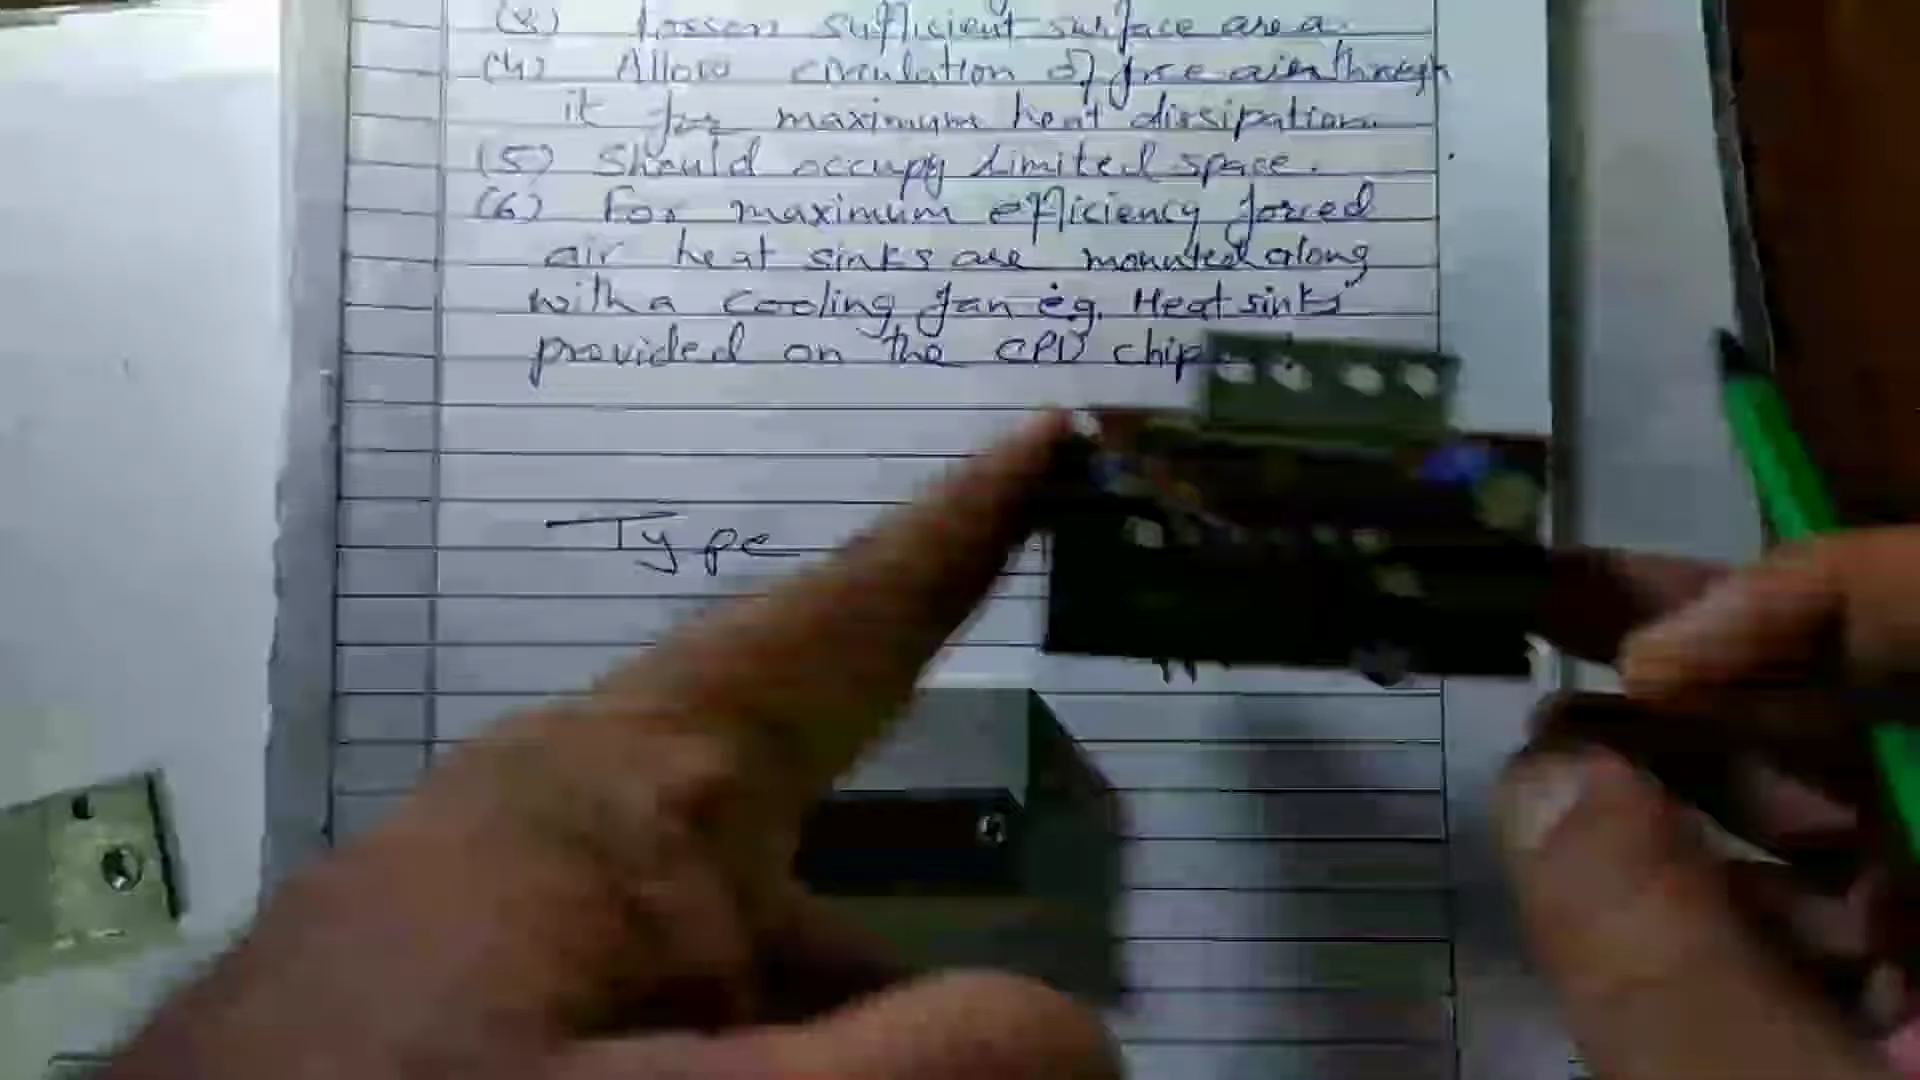 sufficient surface area.
(4) Allow circulation of free air through
it for maximum heat dissipation.
(5) Should occupy Limited space.
(6) For maximum efficiency forced
air heat sinks are mounted along
with a cooling fan eg. Heat sinks
provided on the CPU chip
Type